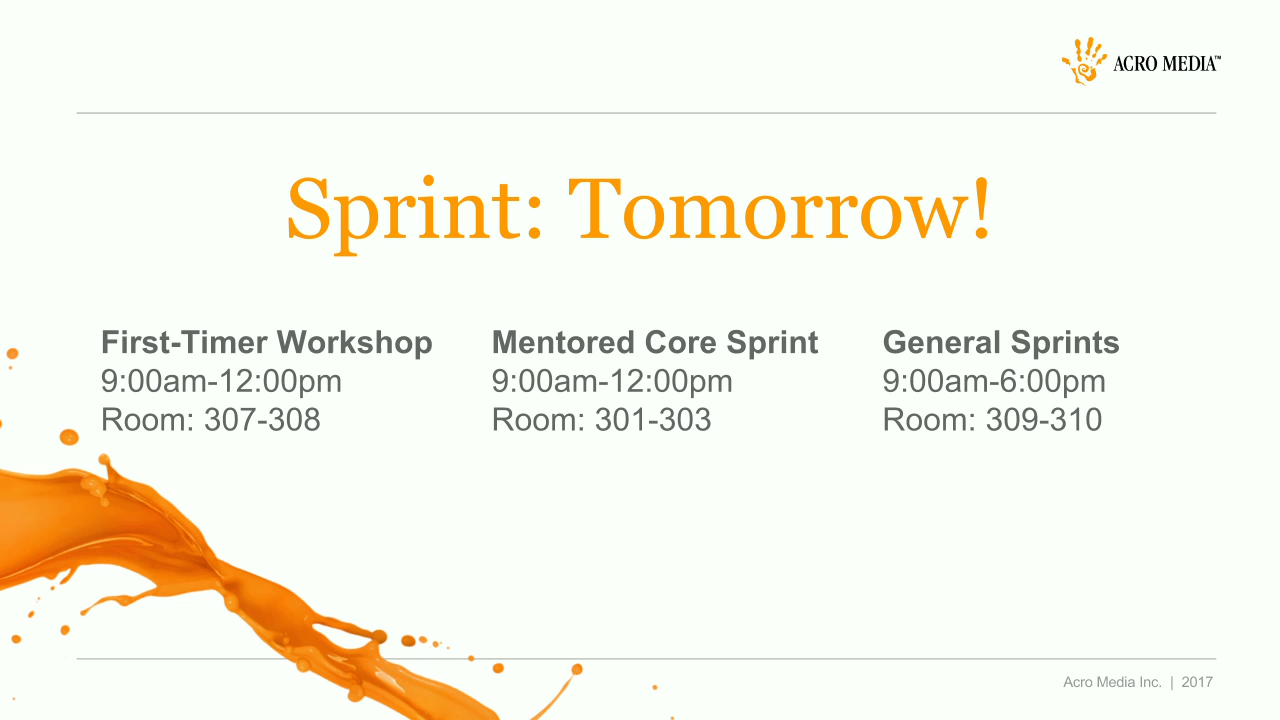 ACRO MEDIA™
Sprint: Tomorrow!
First-Timer Workshop
9:00am-12:00pm
Room: 307-308
Mentored Core Sprint
9:00am-12:00pm
Room: 301-303
General Sprints
9:00am-6:00pm
Room: 309-310
Acro Media Inc. | 2017